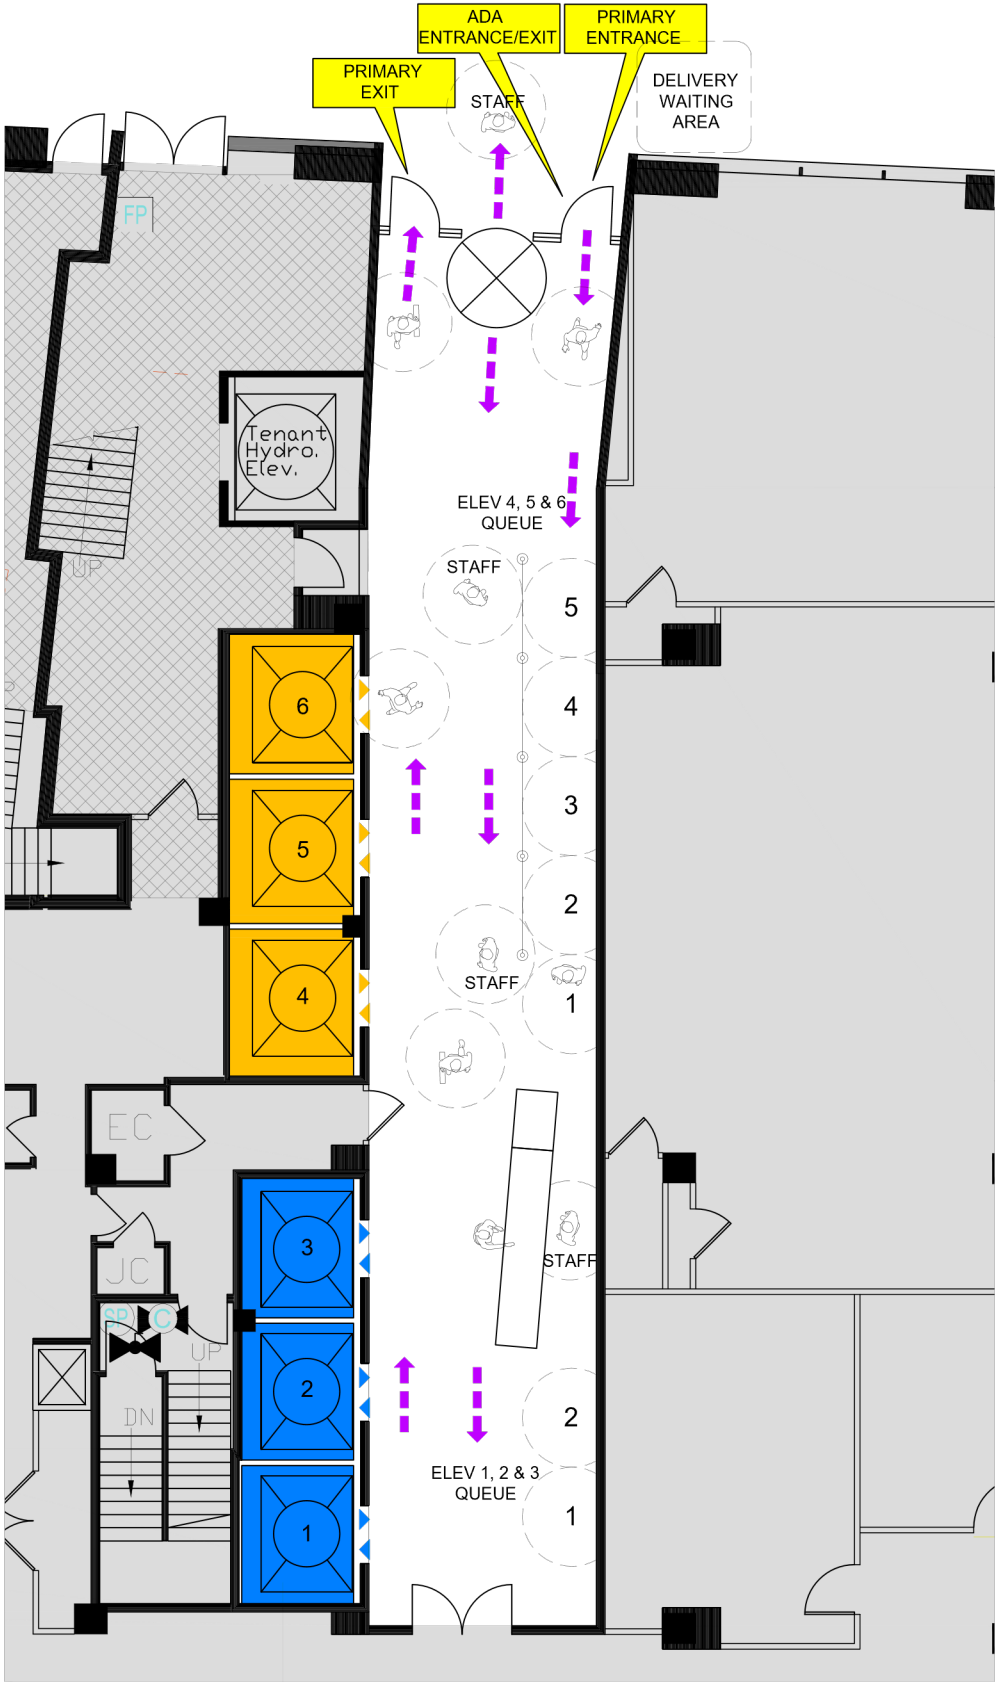 ADA
ENTRANCE/EXIT
PRIMARY
ENTRANCE
PRIMARY
EXIT
STAFF
DELIVERY
WAITING
AREA
FP
Tenant
Hydro.
Elev.
UP
ELEV 4, 5 & 6
QUEUE
STAFF
5
6
4
5
3
2
4
STAFF
1
EC
3
STAFF
JC
SP
C
UP
2
DN
2
ELEV 1, 2 & 3
QUEUE
1
1